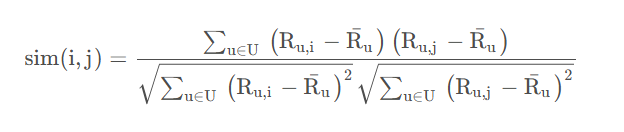 sim(i, j) = \frac{\sum_{u \in U} (R_{u,i} - \bar{R}_u) (R_{u,j} - \bar{R}_u)}{\sqrt{\sum_{u \in U} (R_{u,i} - \bar{R}_u)^2} \sqrt{\sum_{u \in U} (R_{u,j} - \bar{R}_u)^2}}